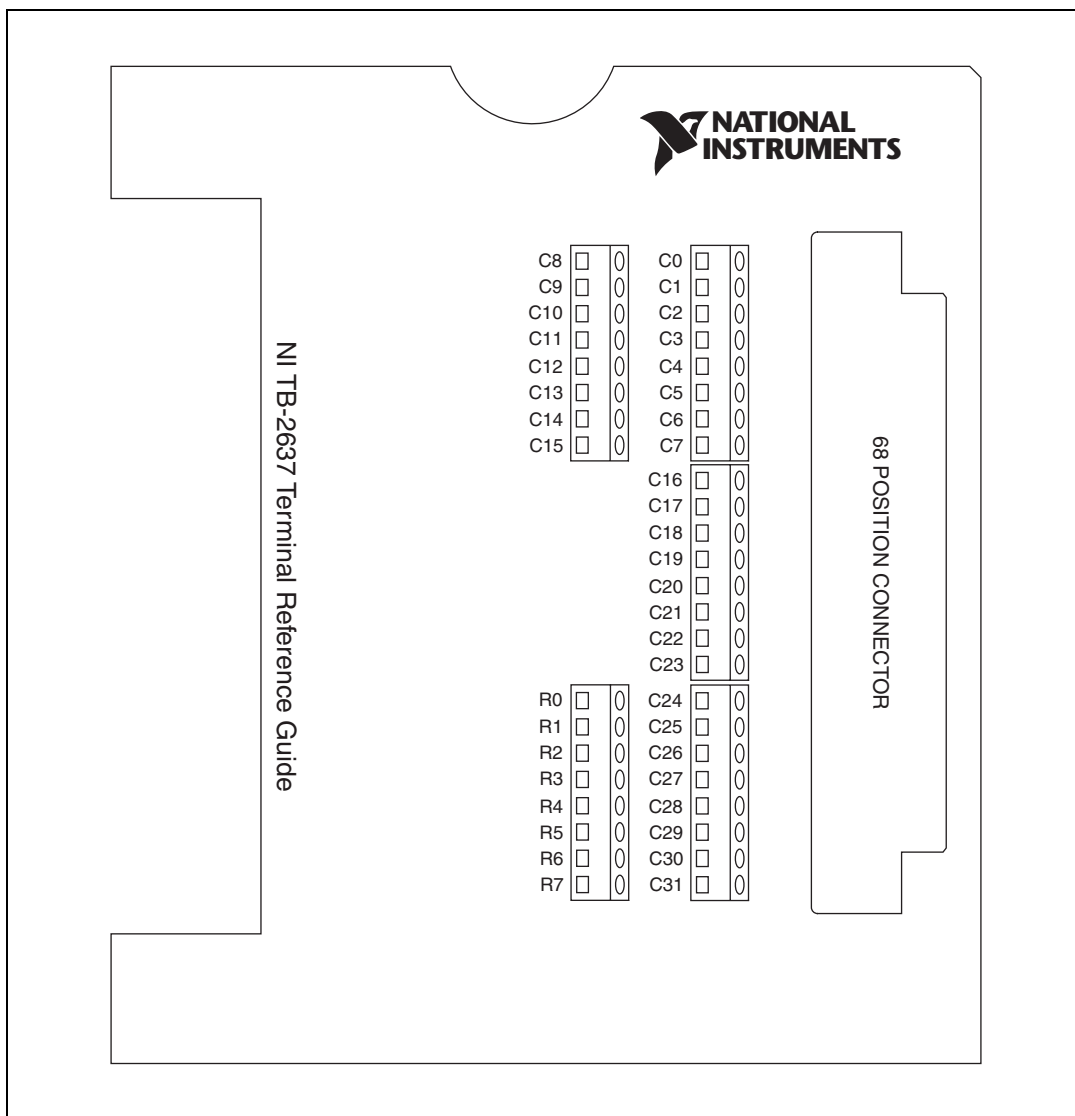 NATIONAL
INSTRUMENTS
C8
C9
C10
C11
C12
C13
C14
C15
C0
C1
C2
C3
C4
C5
C6
C7
C16
C17
C18
C19
C20
C21
C22
C23
R0
R1
R2
R3
R4
R5
R6
R7
C24
C25
C26
C27
C28
C29
C30
C31
NI TB-2637 Terminal Reference Guide
68 POSITION CONNECTOR